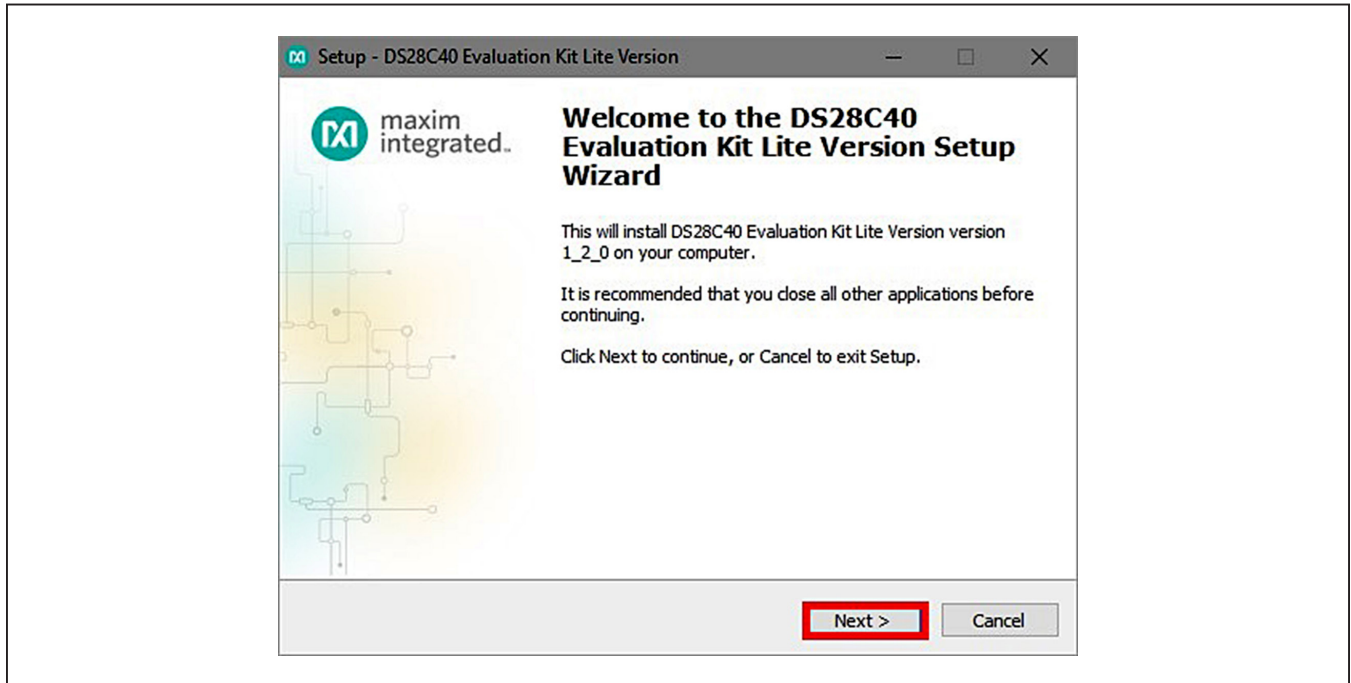 Setup - DS28C40 Evaluation Kit Lite Version
maxim
integrated™
Welcome to the DS28C40
Evaluation Kit Lite Version Setup
Wizard
This will install DS28C40 Evaluation Kit Lite Version version
1_2_0 on your computer.
It is recommended that you close all other applications before
continuing.
Click Next to continue, or Cancel to exit Setup.
Next >
Cancel